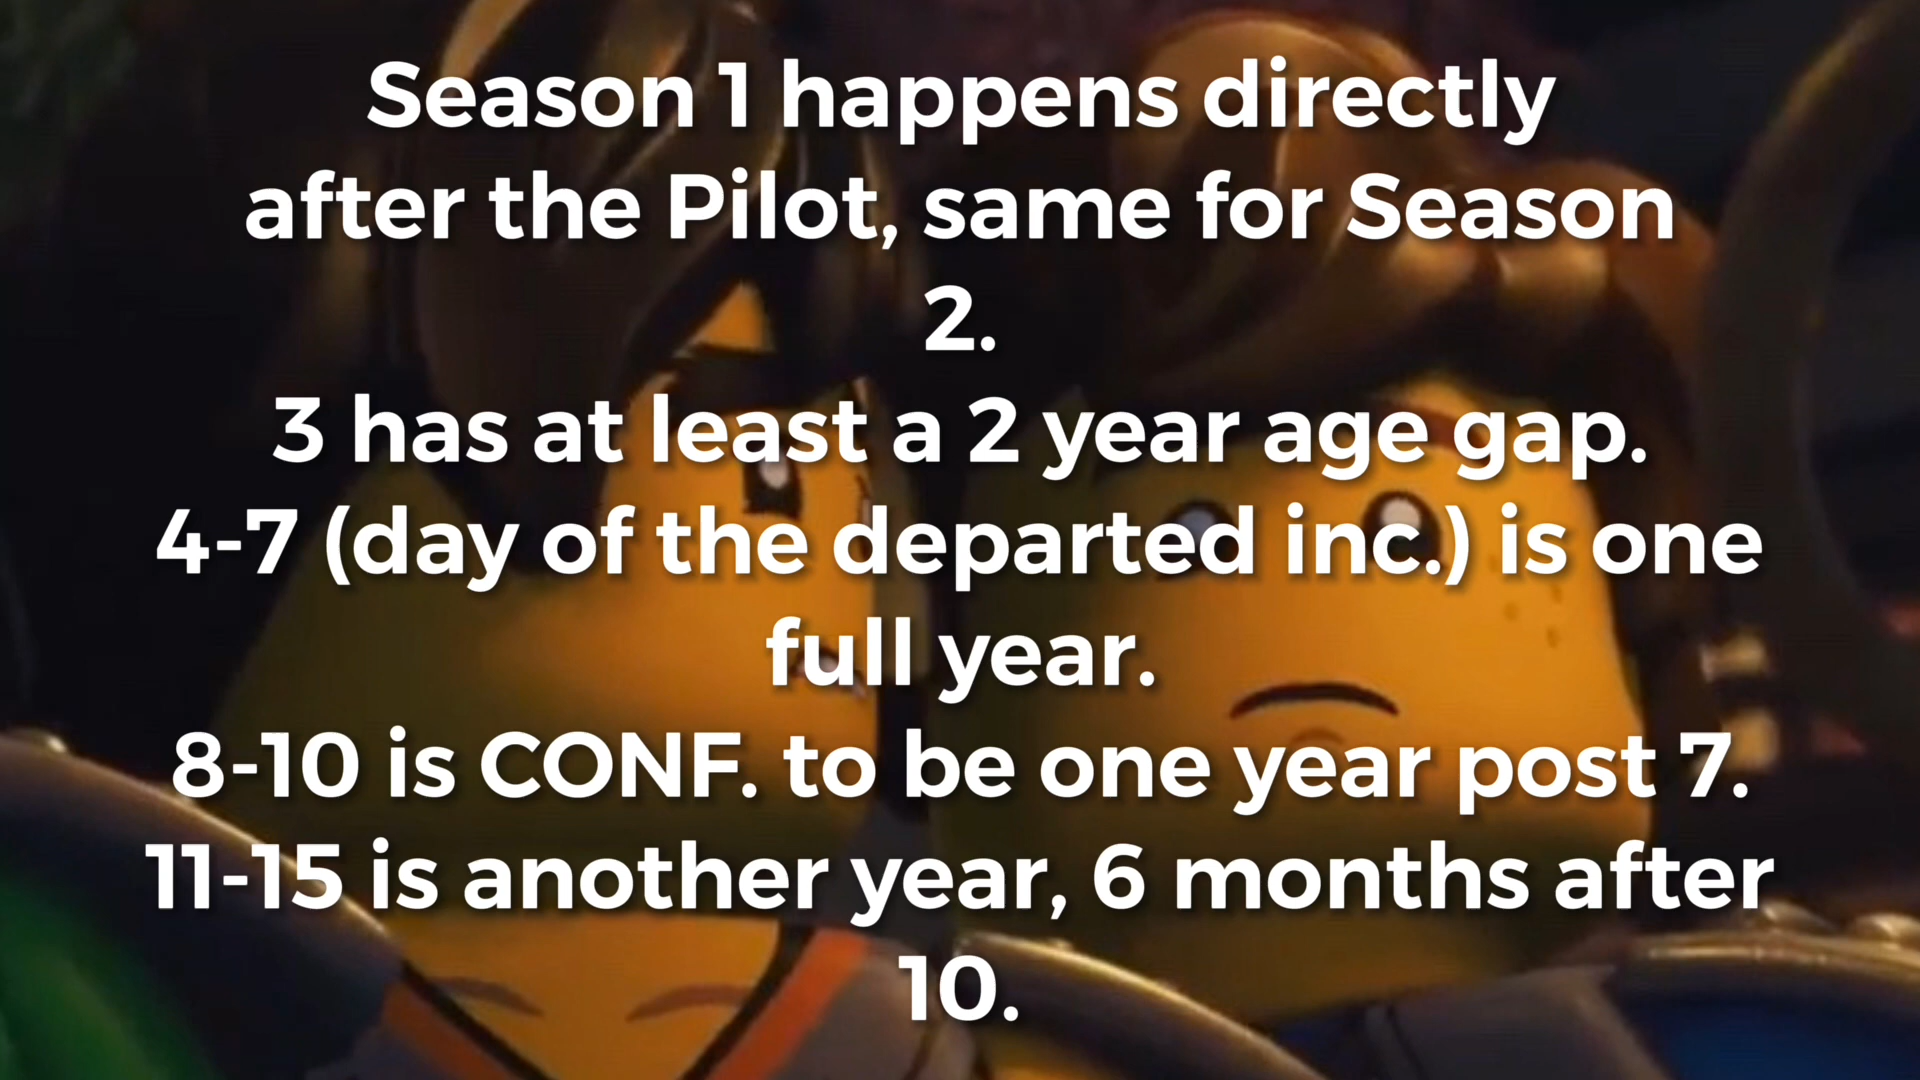 Season 1 happens directly
after the Pilot, same for Season
2.
3 has at least a 2 year age gap.
4-7 (day of the departed inc.) is one
full year.
8-10 is CONF. to be one year post 7.
11-15 is another year, 6 months after
10.